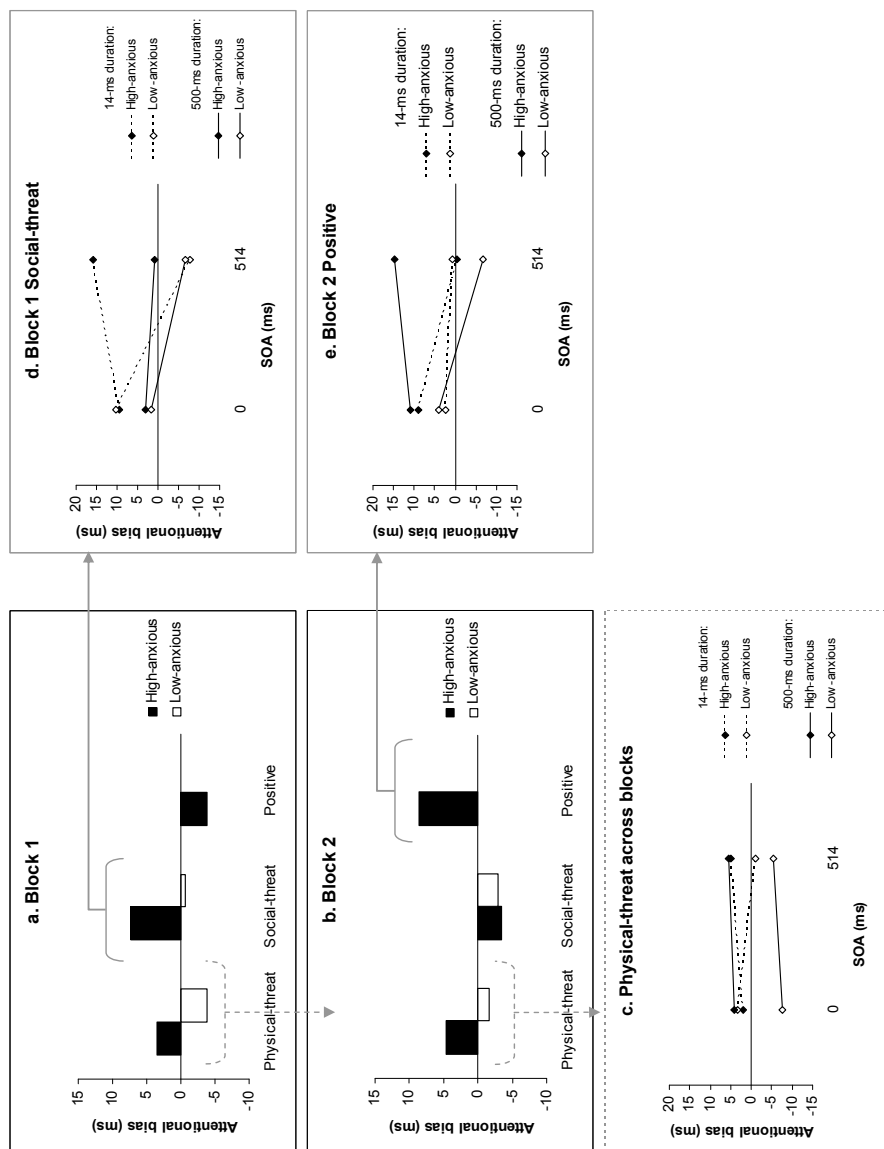 a. Block 1
Attentional bias (ms)
15
10
5
0
-5
-10
Physical-threat
Social-threat
Positive
High-anxious
Low-anxious
b. Block 2
Attentional bias (ms)
15
10
5
0
-5
-10
Physical-threat
Social-threat
Positive
High-anxious
Low-anxious
c. Physical-threat across blocks
Attentional bias (ms)
20
15
10
5
0
-5
-10
-15
0
514
SOA (ms)
14-ms duration:
High-anxious
Low-anxious
500-ms duration:
High-anxious
Low-anxious
d. Block 1 Social-threat
Attentional bias (ms)
20
15
10
5
0
-5
-10
-15
0
514
SOA (ms)
14-ms duration:
High-anxious
Low-anxious
500-ms duration:
High-anxious
Low-anxious
e. Block 2 Positive
Attentional bias (ms)
20
15
10
5
0
-5
-10
-15
0
514
SOA (ms)
14-ms duration:
High-anxious
Low-anxious
500-ms duration:
High-anxious
Low-anxious